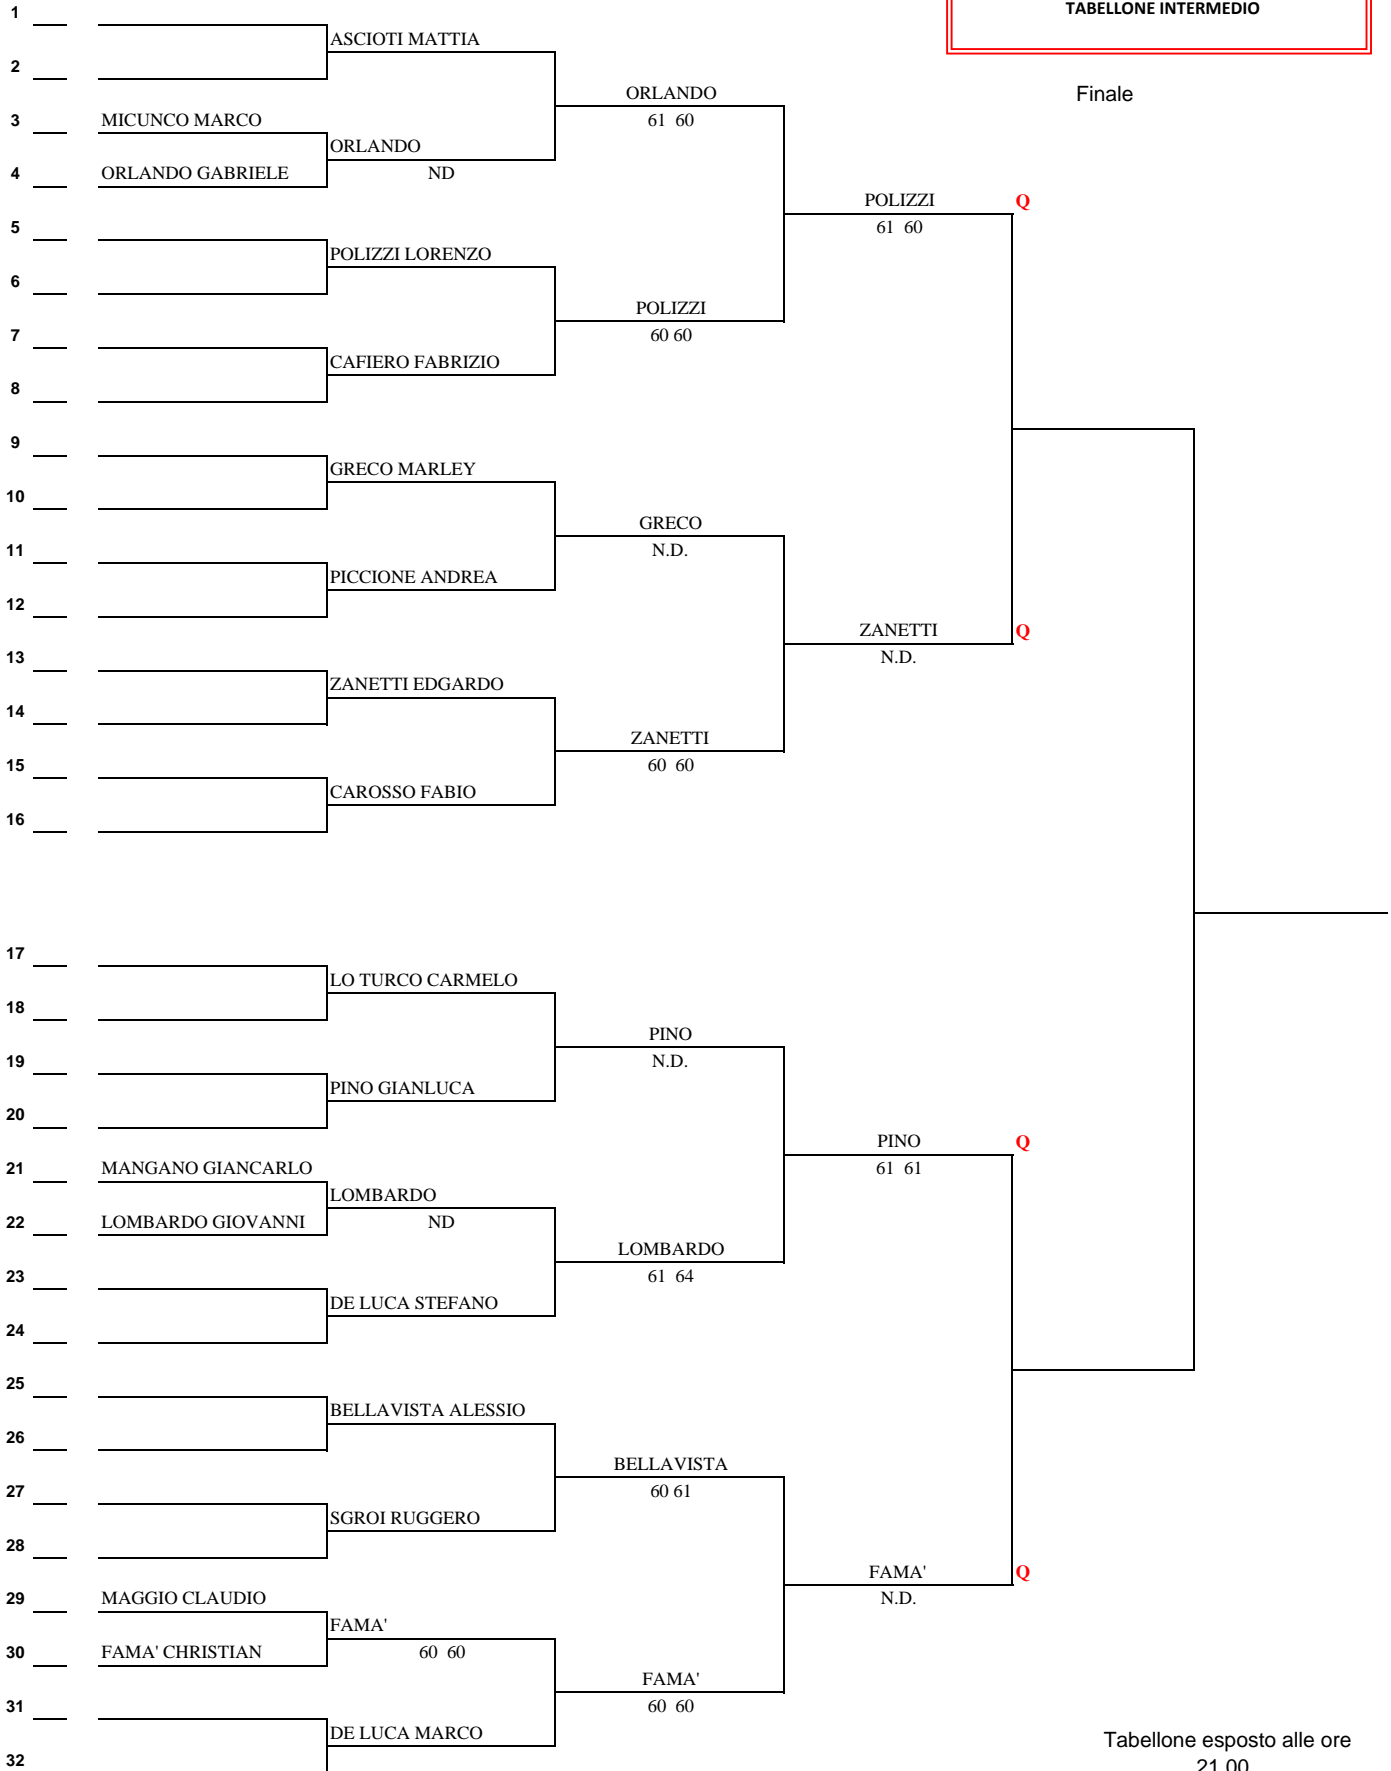 TABELLONE INTERMEDIO
Finale
1
ASCIOTI MATTIA
2
ORLANDO
61 60
3 MICUNCO MARCO
ORLANDO
ND
4 ORLANDO GABRIELE
POLIZZI Q
61 60
5
POLIZZI LORENZO
6
POLIZZI
60 60
7
CAFIERO FABRIZIO
8
9
GRECO MARLEY
10
GRECO
N.D.
11
PICCIONE ANDREA
12
ZANETTI Q
N.D.
13
ZANETTI EDGARDO
14
ZANETTI
60 60
15
CAROSSO FABIO
16
17
LO TURCO CARMELO
18
PINO
N.D.
19
PINO GIANLUCA
20
PINO Q
61 61
21 MANGANO GIANCARLO
LOMBARDO
ND
22 LOMBARDO GIOVANNI
LOMBARDO
61 64
23
DE LUCA STEFANO
24
25
BELLAVISTA ALESSIO
26
BELLAVISTA
60 61
27
SGROI RUGGERO
28
FAMA' Q
N.D.
29 MAGGIO CLAUDIO
FAMA'
60 60
30 FAMA' CHRISTIAN
FAMA'
60 60
31
DE LUCA MARCO
32
Tabellone esposto alle ore
21.00